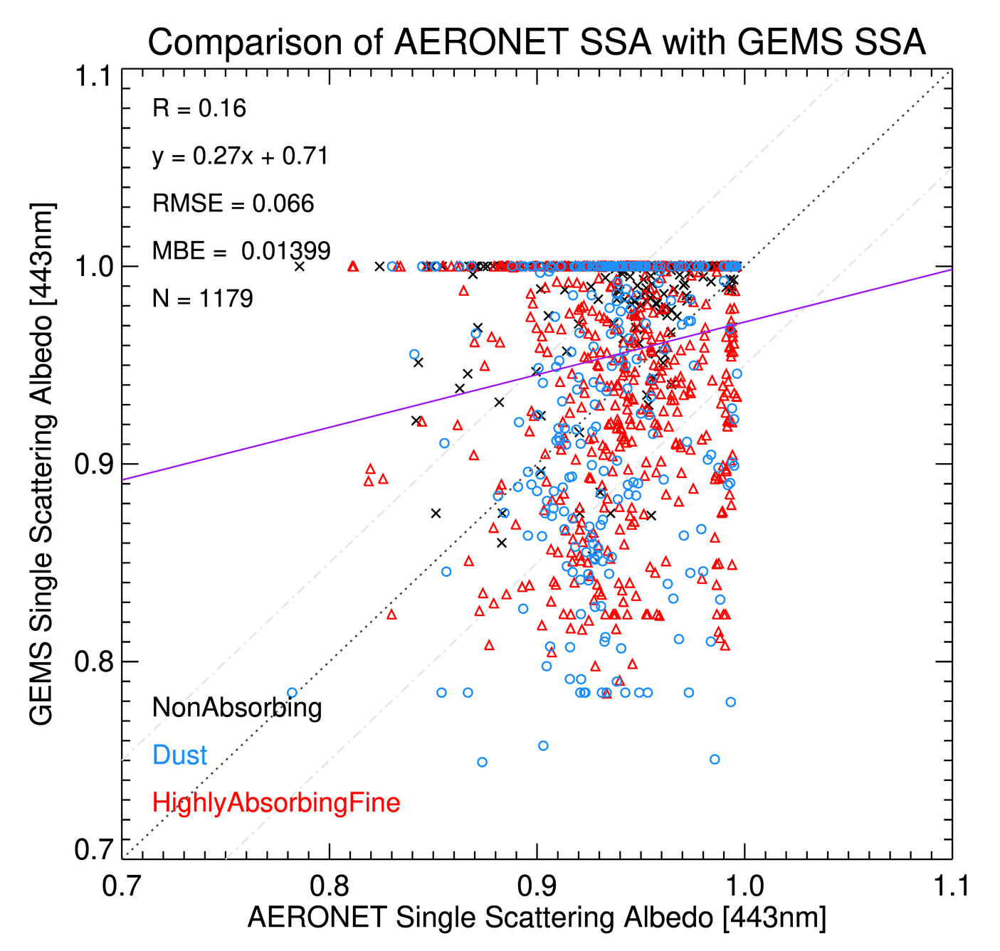 Comparison of AERONET SSA with GEMS SSA
1.1
R = 0.16
y = 0.27x + 0.71
RMSE = 0.066
MBE =  0.01399
1.0
N = 1179
GEMS Single Scattering Albedo [443nm]
0.9
0.8
NonAbsorbing
Dust
HighlyAbsorbingFine
0.7
0.7 0.8 0.9 1.0 1.1
AERONET Single Scattering Albedo [443nm]